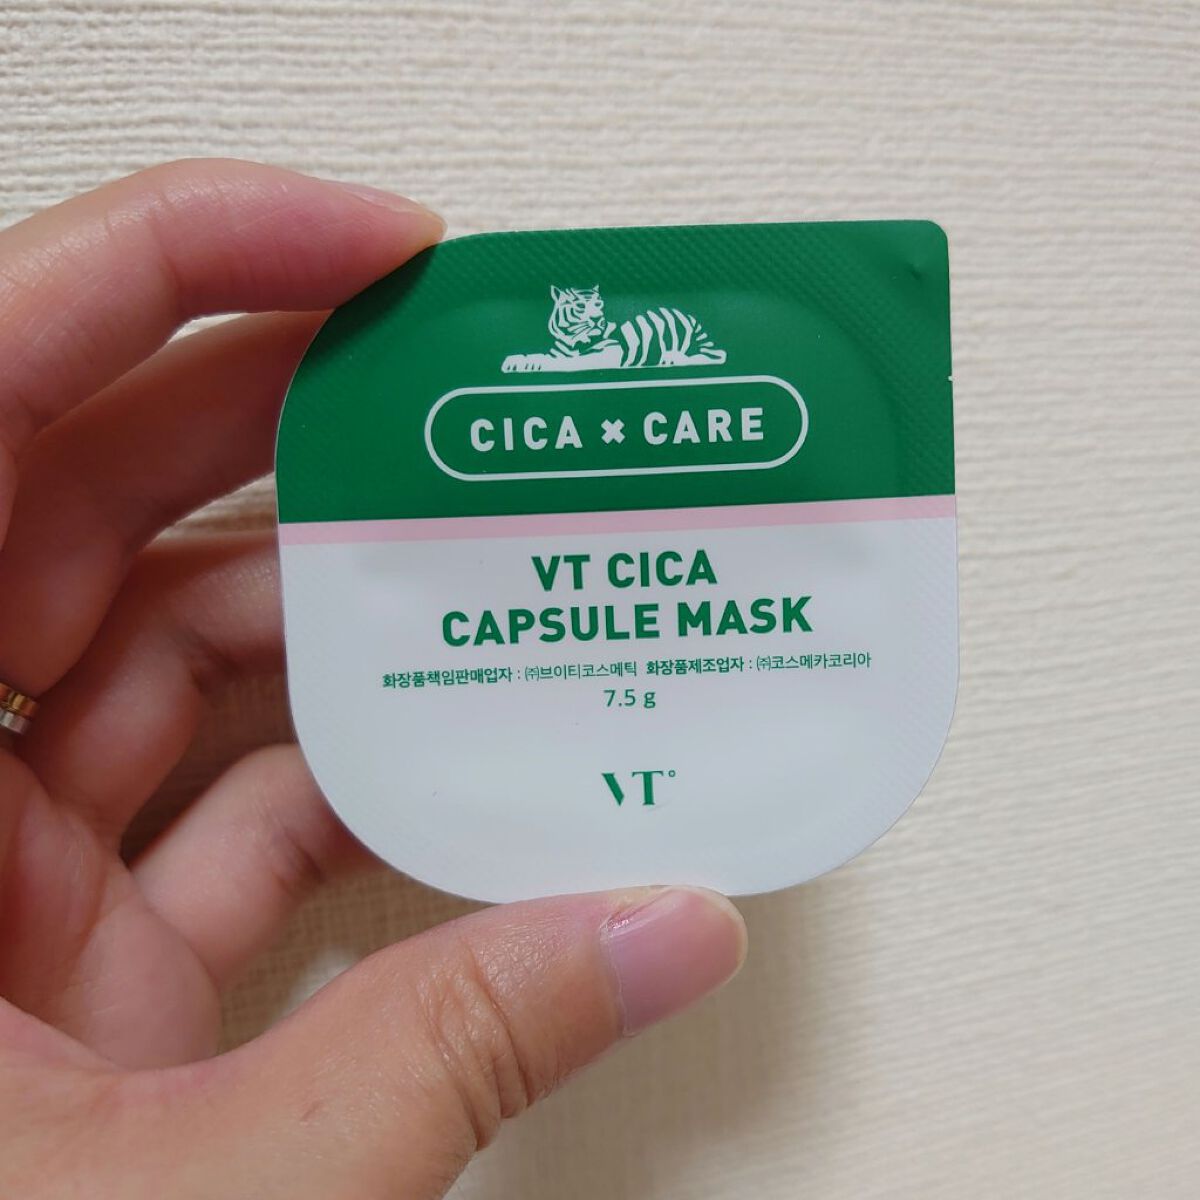 CICA × CARE
VT CICA
CAPSULE MASK
화장품책임판매업자 : ㈜브이티코스메틱 화장품제조업자 : ㈜코스메카코리아
7.5 g
VT°